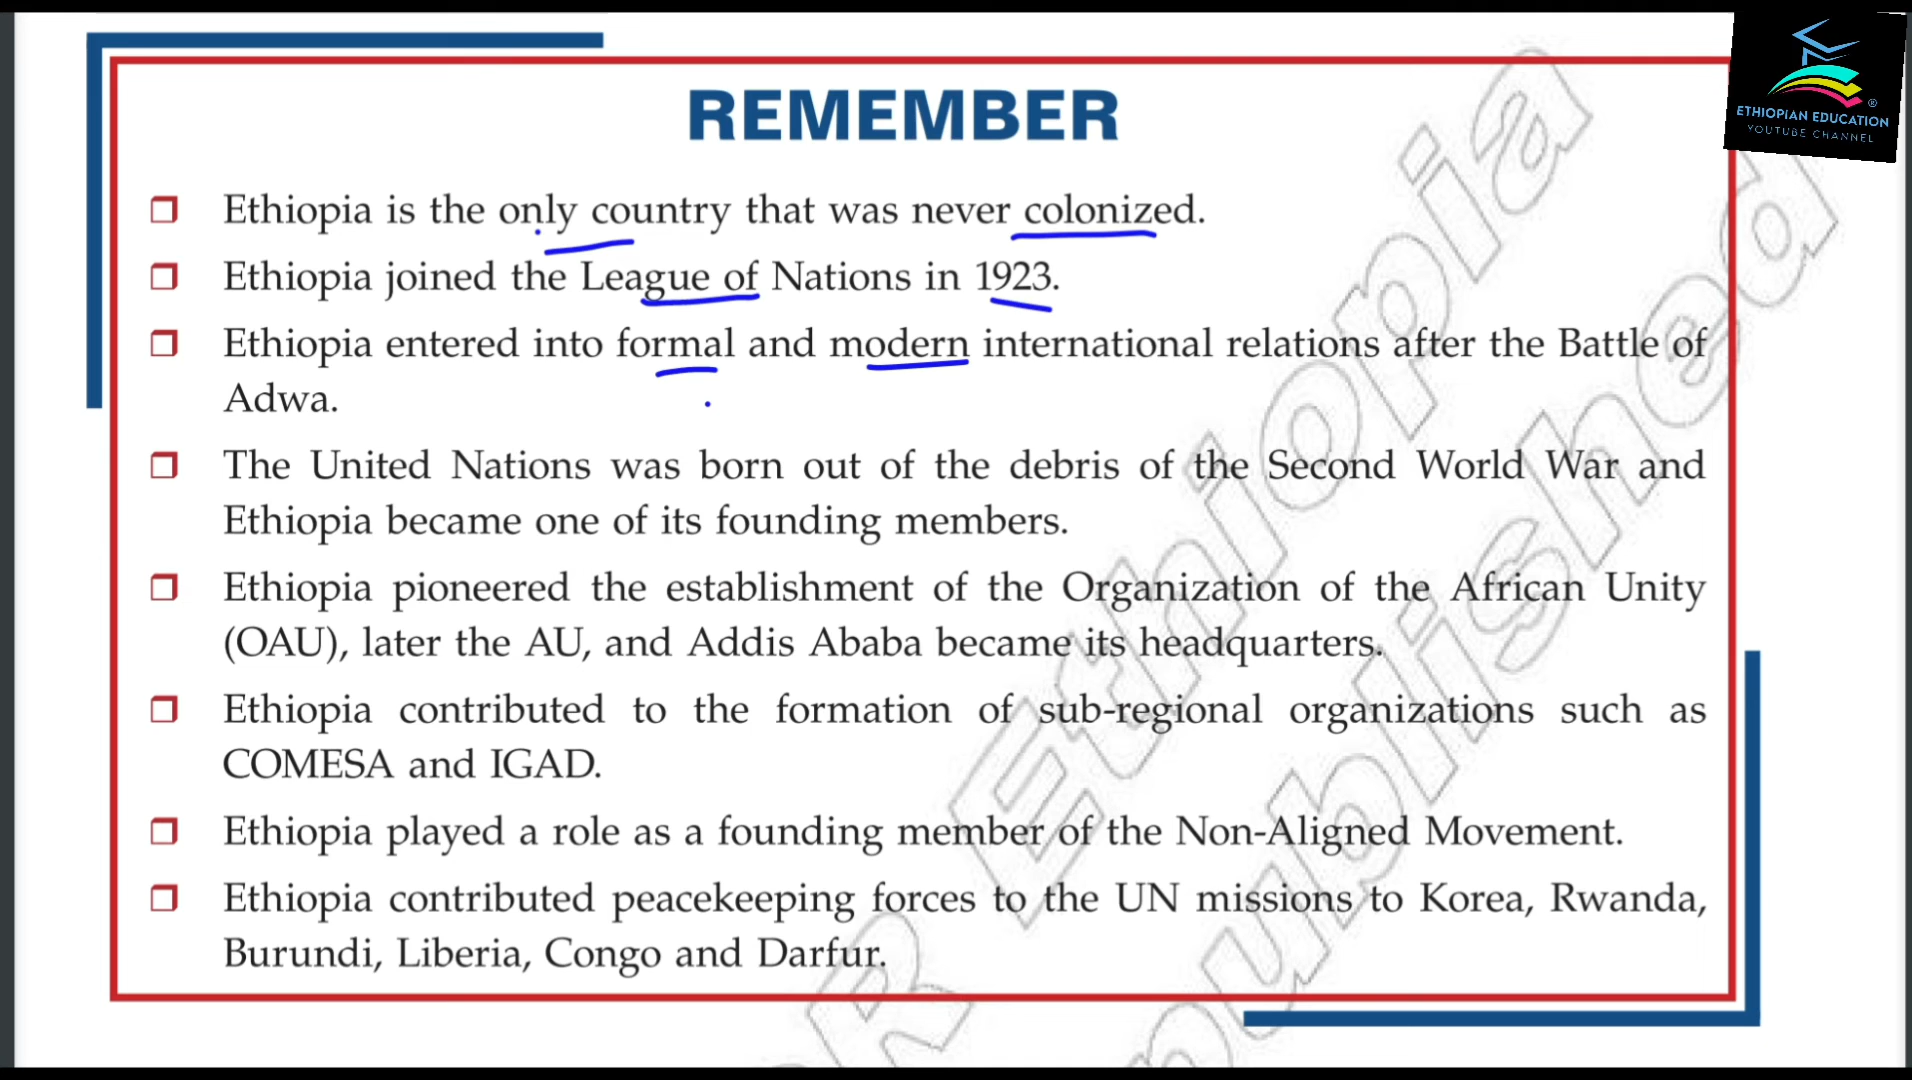 ETHIOPIAN EDUCATION
YOUTUBE CHANNEL
REMEMBER
❒ Ethiopia is the only country that was never colonized.
❒ Ethiopia joined the League of Nations in 1923.
❒ Ethiopia entered into formal and modern international relations after the Battle of
Adwa.
❒ The United Nations was born out of the debris of the Second World War and
Ethiopia became one of its founding members.
❒ Ethiopia pioneered the establishment of the Organization of the African Unity
(OAU), later the AU, and Addis Ababa became its headquarters.
❒ Ethiopia contributed to the formation of sub-regional organizations such as
COMESA and IGAD.
❒ Ethiopia played a role as a founding member of the Non-Aligned Movement.
❒ Ethiopia contributed peacekeeping forces to the UN missions to Korea, Rwanda,
Burundi, Liberia, Congo and Darfur.
R Ethiopia
ublished